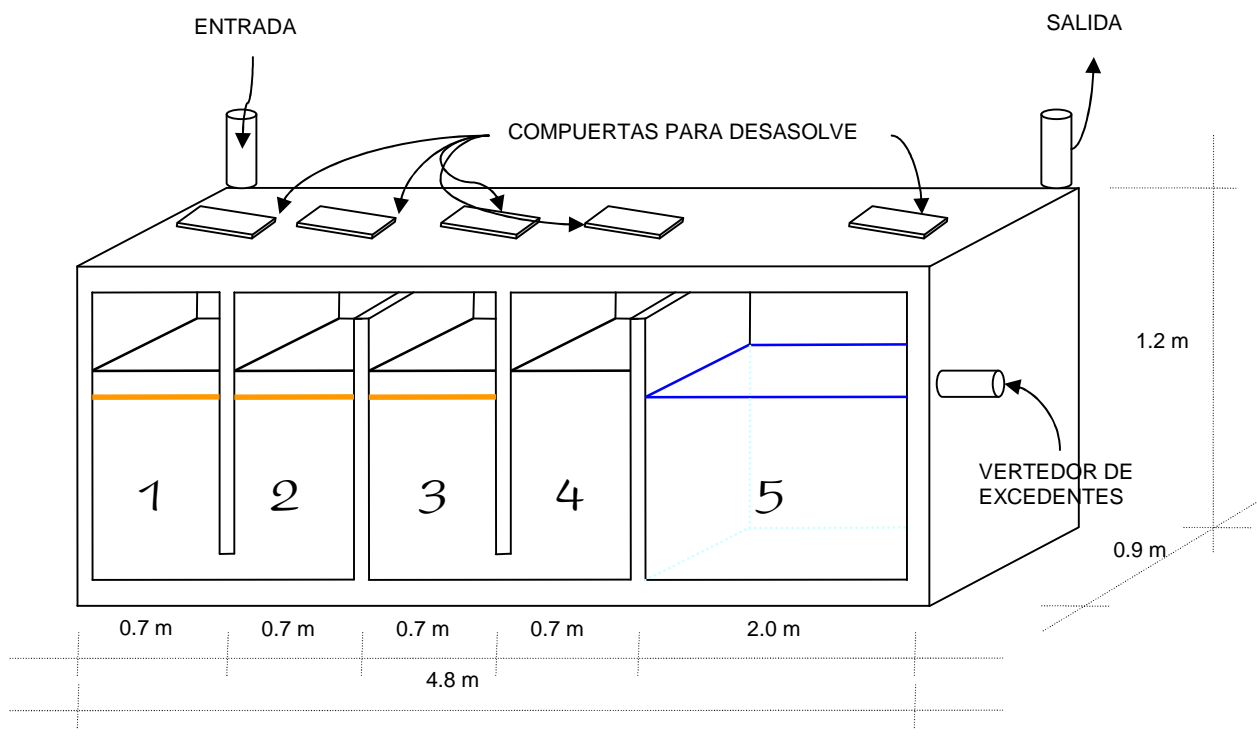 ENTRADA
SALIDA
COMPUERTAS PARA DESASOLVE
1.2 m
1
2
3
4
5
VERTEDOR DE
EXCEDENTES
0.9 m
0.7 m
0.7 m
0.7 m
0.7 m
2.0 m
4.8 m